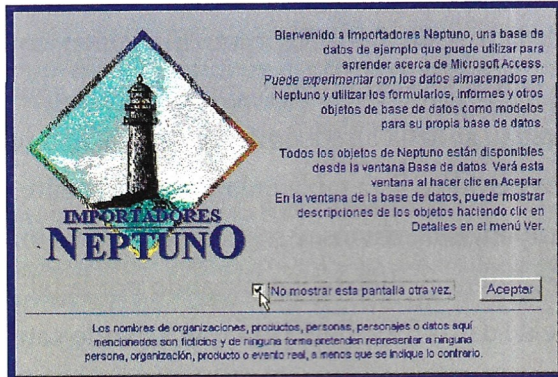 Bienvenido a Importadores Neptuno, una base de
datos de ejemplo que puede utilizar para
aprender acerca de Microsoft Access.
Puede experimentar con los datos almacenados en
Neptuno y utilizar los formularios, informes y otros
objetos de base de datos como modelos
para su propia base de datos.
Todos los objetos de Neptuno están disponibles
desde la ventana Base de datos. Verá esta
ventana al hacer clic en Aceptar.
En la ventana de la base de datos, puede mostrar
descripciones de los objetos haciendo clic en
Detalles en el menú Ver.
IMPORTADORES
NEPTUNO
No mostrar esta pantalla otra vez.
Aceptar
Los nombres de organizaciones, productos, personas, personajes o datos aquí
mencionados son ficticios y de ninguna forma pretenden representar a ninguna
persona, organización, producto o evento real, a menos que se indique lo contrario.